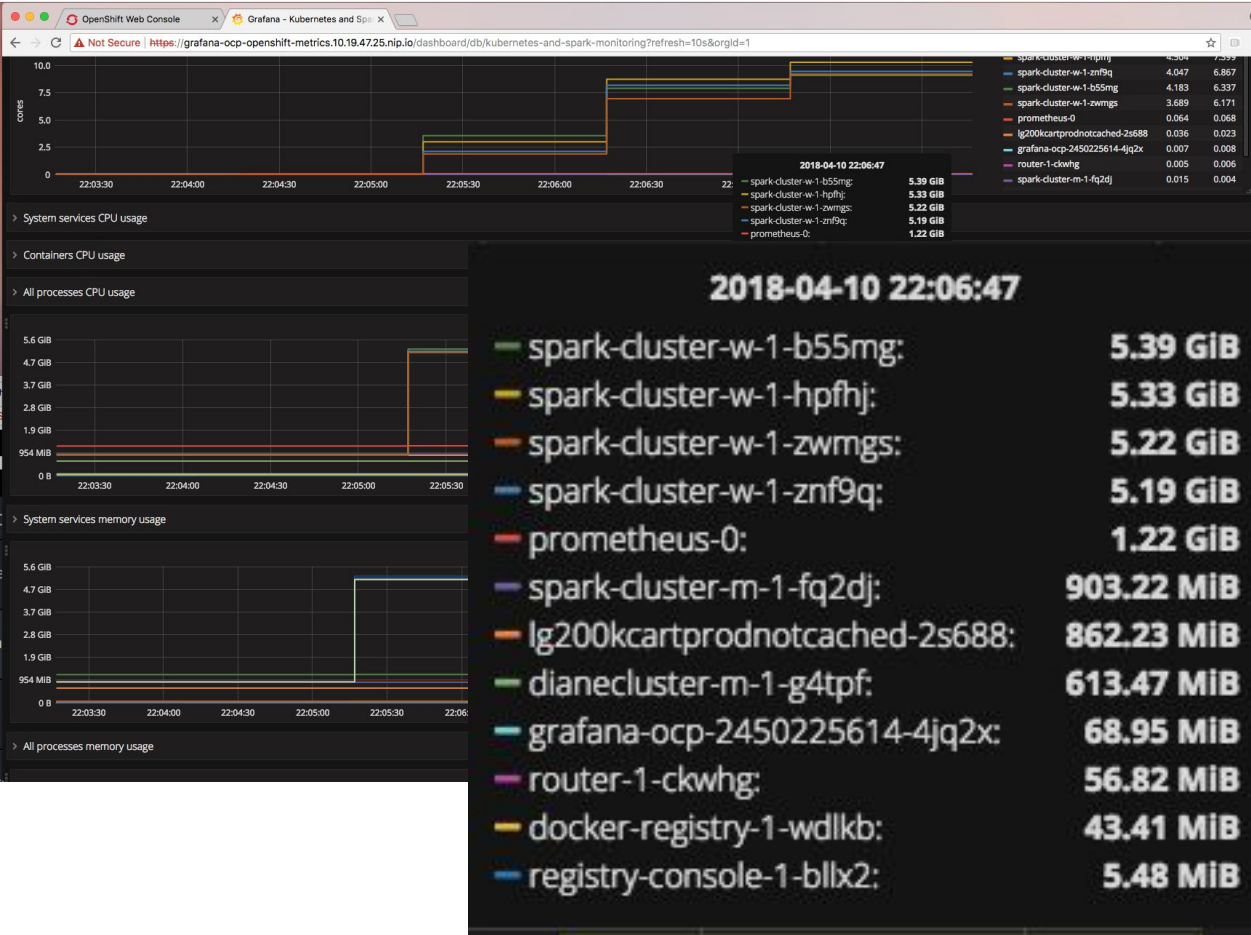 OpenShift Web Console
Grafana - Kubernetes and Spa
Not Secure | https://grafana-ocp-openshift-metrics.10.19.47.25.nip.io/dashboard/db/kubernetes-and-spark-monitoring?refresh=10s&orgId=1
10.0
7.5
5.0
2.5
0
cores
22:03:30 22:04:00 22:04:30 22:05:00 22:05:30 22:06:00 22:06:30 22:
spark-cluster-w-1-hpfhj 4.304 7.399
spark-cluster-w-1-znf9q 4.047 6.867
spark-cluster-w-1-b55mg 4.183 6.337
spark-cluster-w-1-zwmgs 3.689 6.171
prometheus-0 0.064 0.068
lg200kcartprodnotcached-2s688 0.036 0.023
grafana-ocp-2450225614-4jq2x 0.007 0.008
router-1-ckwhg 0.005 0.006
spark-cluster-m-1-fq2dj 0.015 0.004
2018-04-10 22:06:47
spark-cluster-w-1-b55mg: 5.39 GiB
spark-cluster-w-1-hpfhj: 5.33 GiB
spark-cluster-w-1-zwmgs: 5.22 GiB
spark-cluster-w-1-znf9q: 5.19 GiB
prometheus-0: 1.22 GiB
System services CPU usage
Containers CPU usage
All processes CPU usage
5.6 GiB
4.7 GiB
3.7 GiB
2.8 GiB
1.9 GiB
954 MiB
0 B
22:03:30 22:04:00 22:04:30 22:05:00 22:05:30
System services memory usage
5.6 GiB
4.7 GiB
3.7 GiB
2.8 GiB
1.9 GiB
954 MiB
0 B
22:03:30 22:04:00 22:04:30 22:05:00 22:05:30 22:06:
All processes memory usage
2018-04-10 22:06:47
spark-cluster-w-1-b55mg: 5.39 GiB
spark-cluster-w-1-hpfhj: 5.33 GiB
spark-cluster-w-1-zwmgs: 5.22 GiB
spark-cluster-w-1-znf9q: 5.19 GiB
prometheus-0: 1.22 GiB
spark-cluster-m-1-fq2dj: 903.22 MiB
lg200kcartprodnotcached-2s688: 862.23 MiB
dianecluster-m-1-g4tpf: 613.47 MiB
grafana-ocp-2450225614-4jq2x: 68.95 MiB
router-1-ckwhg: 56.82 MiB
docker-registry-1-wdlkb: 43.41 MiB
registry-console-1-bllx2: 5.48 MiB